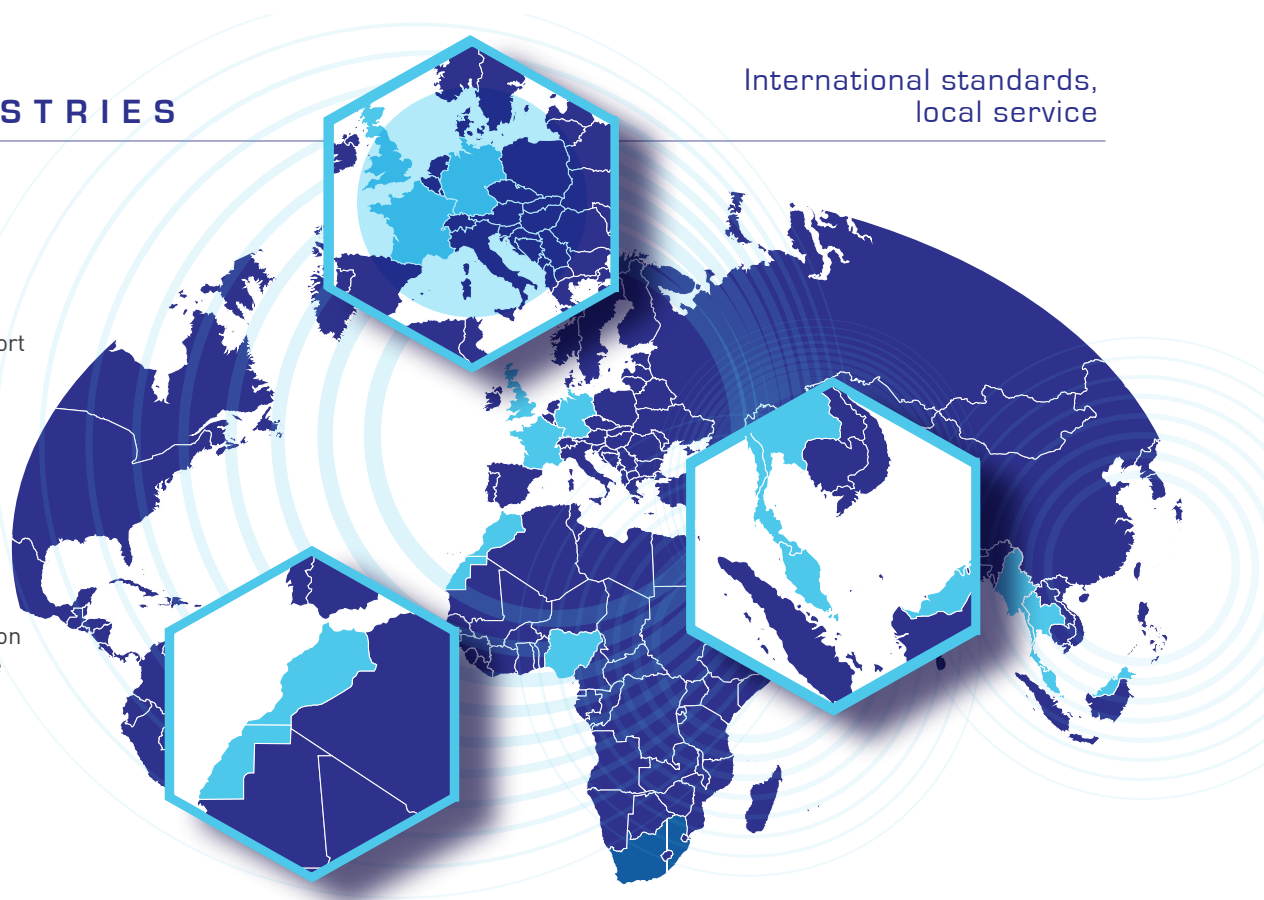 STRIES
International standards,
local service
ort
on